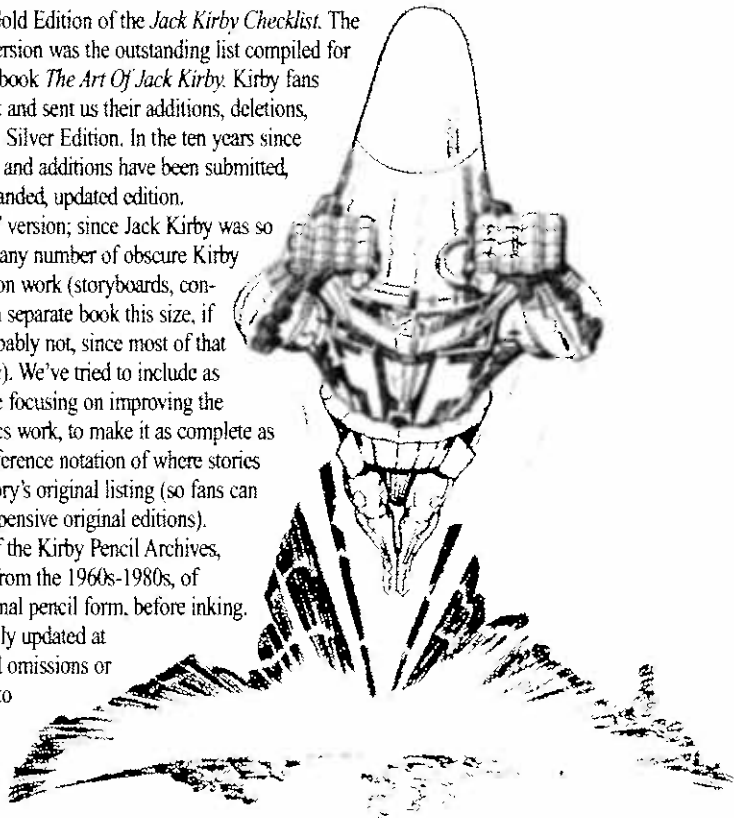 Gold Edition of the Jack Kirby Checklist. The
version was the outstanding list compiled for
book The Art Of Jack Kirby. Kirby fans
and sent us their additions, deletions,
Silver Edition. In the ten years since
and additions have been submitted,
anded, updated edition.
version; since Jack Kirby was so
any number of obscure Kirby
on work (storyboards, con-
separate book this size, if
bably not, since most of that
). We've tried to include as
focusing on improving the
cs work, to make it as complete as
ference notation of where stories
ory's original listing (so fans can
pensive original editions).
f the Kirby Pencil Archives,
from the 1960s-1980s, of
nal pencil form, before inking.
ly updated at
omissions or
to